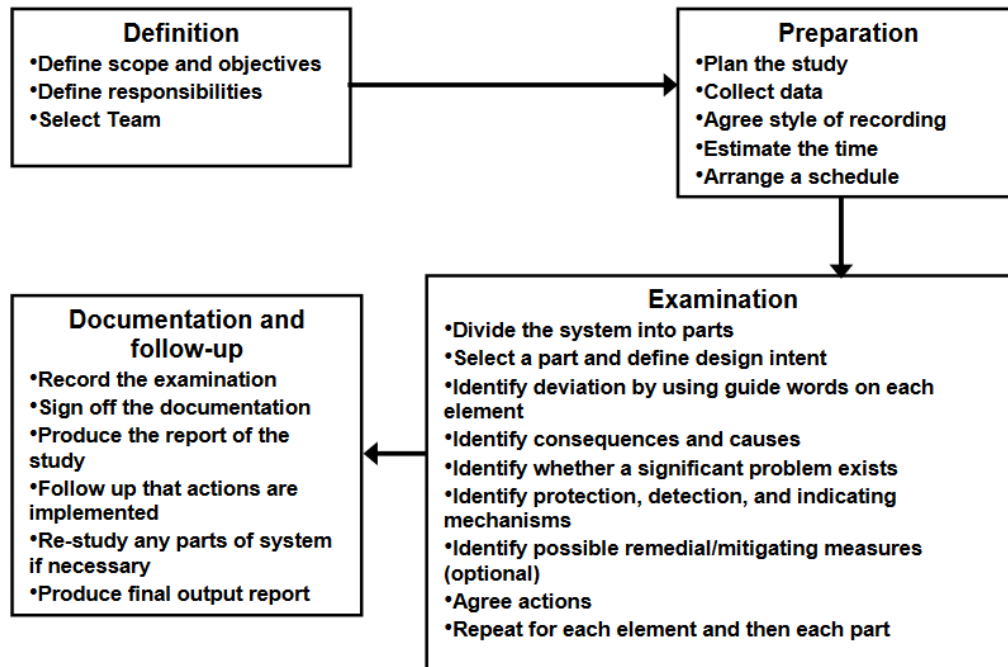 Definition
•Define scope and objectives
•Define responsibilities
•Select Team
Preparation
•Plan the study
•Collect data
•Agree style of recording
•Estimate the time
•Arrange a schedule
Examination
•Divide the system into parts
•Select a part and define design intent
•Identify deviation by using guide words on each
element
•Identify consequences and causes
•Identify whether a significant problem exists
•Identify protection, detection, and indicating
mechanisms
•Identify possible remedial/mitigating measures
(optional)
•Agree actions
•Repeat for each element and then each part
Documentation and
follow-up
•Record the examination
•Sign off the documentation
•Produce the report of the
study
•Follow up that actions are
implemented
•Re-study any parts of system
if necessary
•Produce final output report